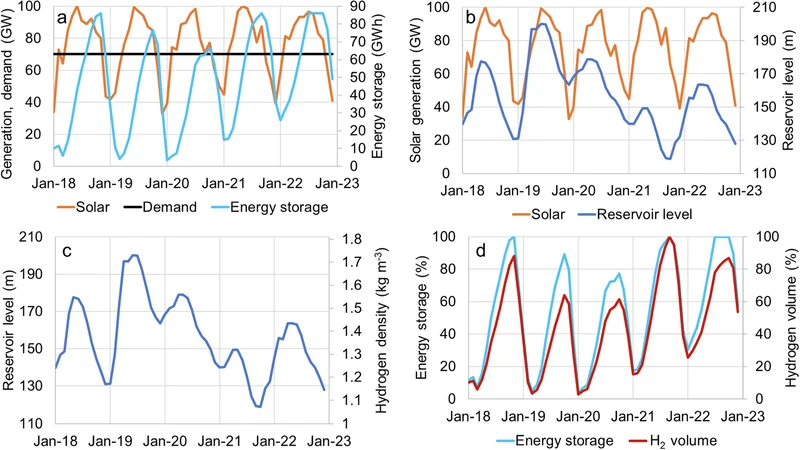 a
Generation, demand (GW)
100
80
60
40
20
0
Energy storage (GWh)
90
80
70
60
50
40
30
20
10
0
Jan-18 Jan-19 Jan-20 Jan-21 Jan-22 Jan-23
Solar Demand Energy storage
b
Solar generation (GW)
100
80
60
40
20
0
Reservoir level (m)
210
190
170
150
130
110
Jan-18 Jan-19 Jan-20 Jan-21 Jan-22 Jan-23
Solar Reservoir level
c
Reservoir level (m)
210
190
170
150
130
110
Hydrogen density (kg m-3)
1.8
1.7
1.6
1.5
1.4
1.3
1.2
1.1
1
Jan-18 Jan-19 Jan-20 Jan-21 Jan-22 Jan-23
d
Energy storage (%)
100
80
60
40
20
0
Hydrogen volume (%)
100
80
60
40
20
0
Jan-18 Jan-19 Jan-20 Jan-21 Jan-22 Jan-23
Energy storage H2 volume